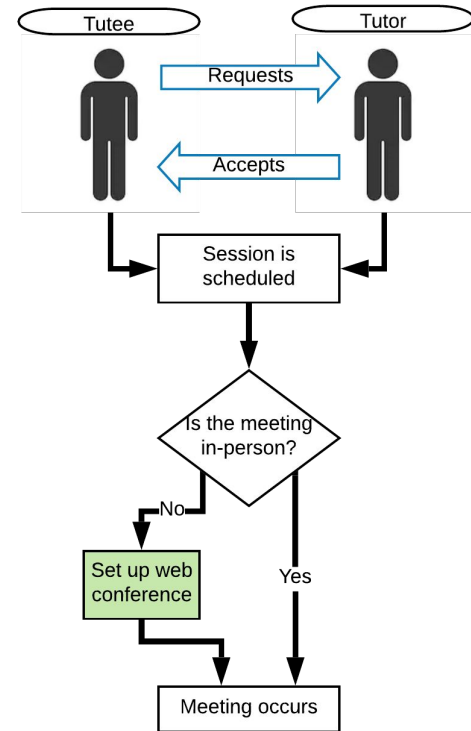 Tutee
Tutor
Requests
Accepts
Session is
scheduled
Is the meeting
in-person?
No
Set up web
conference
Yes
Meeting occurs